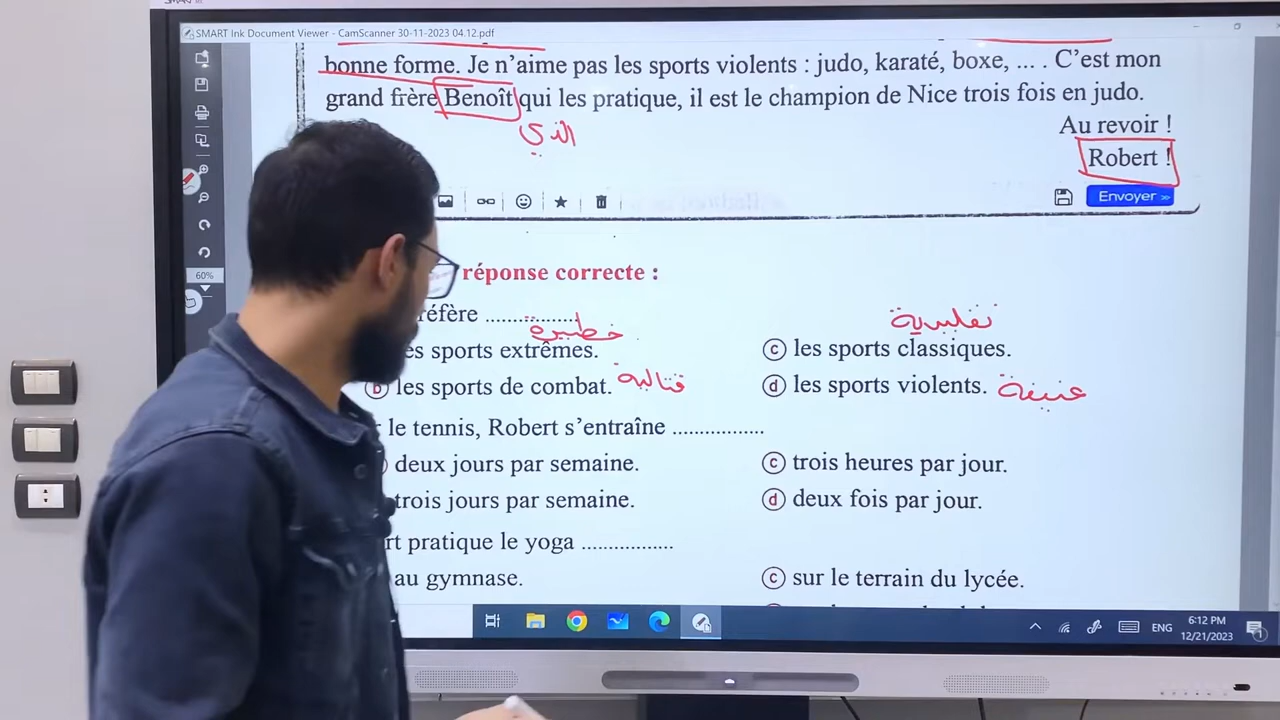 SMART Ink Document Viewer - CamScanner 30-11-2023 04.12.pdf
bonne forme. Je n'aime pas les sports violents : judo, karaté, boxe, ... . C'est mon
grand frère Benoît qui les pratique, il est le champion de Nice trois fois en judo.
الذي
Au revoir !
Robert !
Envoyer »
60%
réponse correcte :
éfère ................
خطيرة
تقليدية
es sports extrêmes.
c les sports classiques.
b les sports de combat. قتالية
d les sports violents. عنيفة
r le tennis, Robert s'entraîne ................
deux jours par semaine.
c trois heures par jour.
trois jours par semaine.
d deux fois par jour.
rt pratique le yoga ................
au gymnase.
c sur le terrain du lycée.
ENG
6:12 PM
12/21/2023